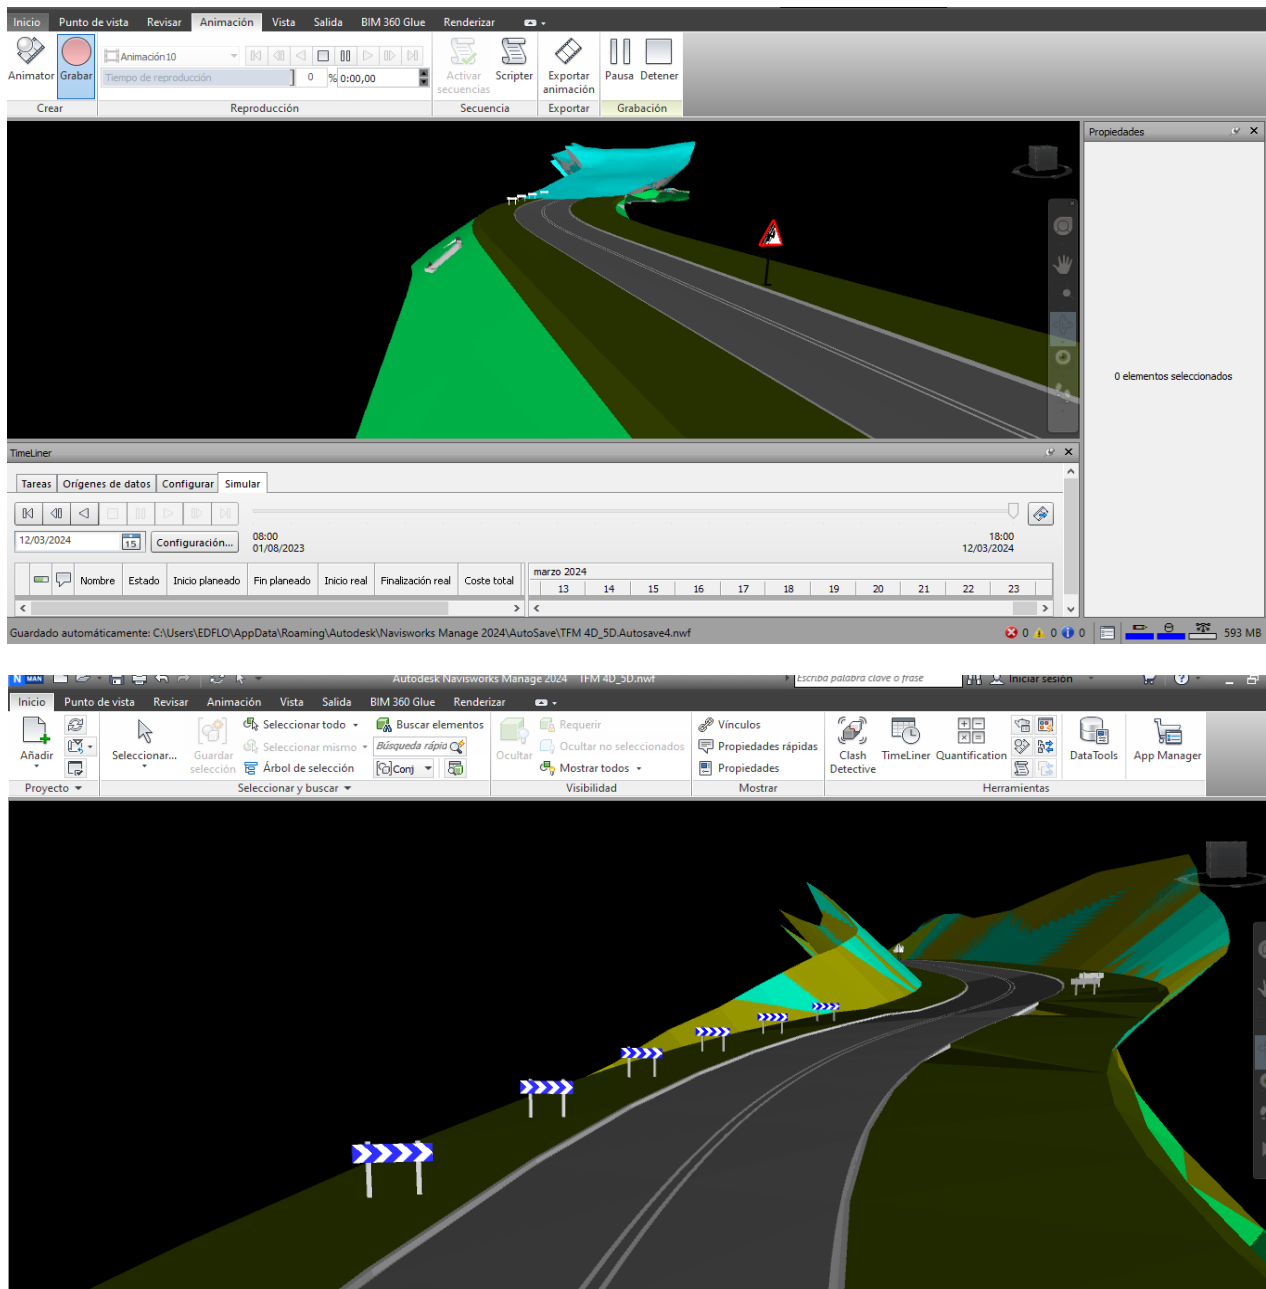 Inicio Punto de vista Revisar Animación Vista Salida BIM 360 Glue Renderizar
Animator Grabar Animación10 Activar secuencias Scripter Exportar animación Pausa Detener
Tiempo de reproducción 0 % 0:00,00
Crear Reproducción Secuencia Exportar Grabación
Propiedades
0 elementos seleccionados
TimeLiner
Tareas Orígenes de datos Configurar Simular
12/03/2024 15 Configuración... 08:00 18:00
01/08/2023 12/03/2024
marzo 2024
Nombre Estado Inicio planeado Fin planeado Inicio real Finalización real Coste total 13 14 15 16 17 18 19 20 21 22 23
Guardado automáticamente: C:\Users\EDFLO\AppData\Roaming\Autodesk\Navisworks Manage 2024\AutoSave\TFM 4D_5D.Autosave4.nwf 0 0 0 593 MB
N MAN Autodesk Navisworks Manage 2024 TFM 4D_5D.nwf Escriba palabra clave o frase Iniciar sesión
Inicio Punto de vista Revisar Animación Vista Salida BIM 360 Glue Renderizar
Añadir Seleccionar... Guardar selección Seleccionar todo Buscar elementos Ocultar Requerir Vínculos Clash Detective TimeLiner Quantification DataTools App Manager
Seleccionar mismo Búsqueda rápida Ocultar no seleccionados Propiedades rápidas
Árbol de selección Conj Mostrar todos Propiedades
Proyecto Seleccionar y buscar Visibilidad Mostrar Herramientas